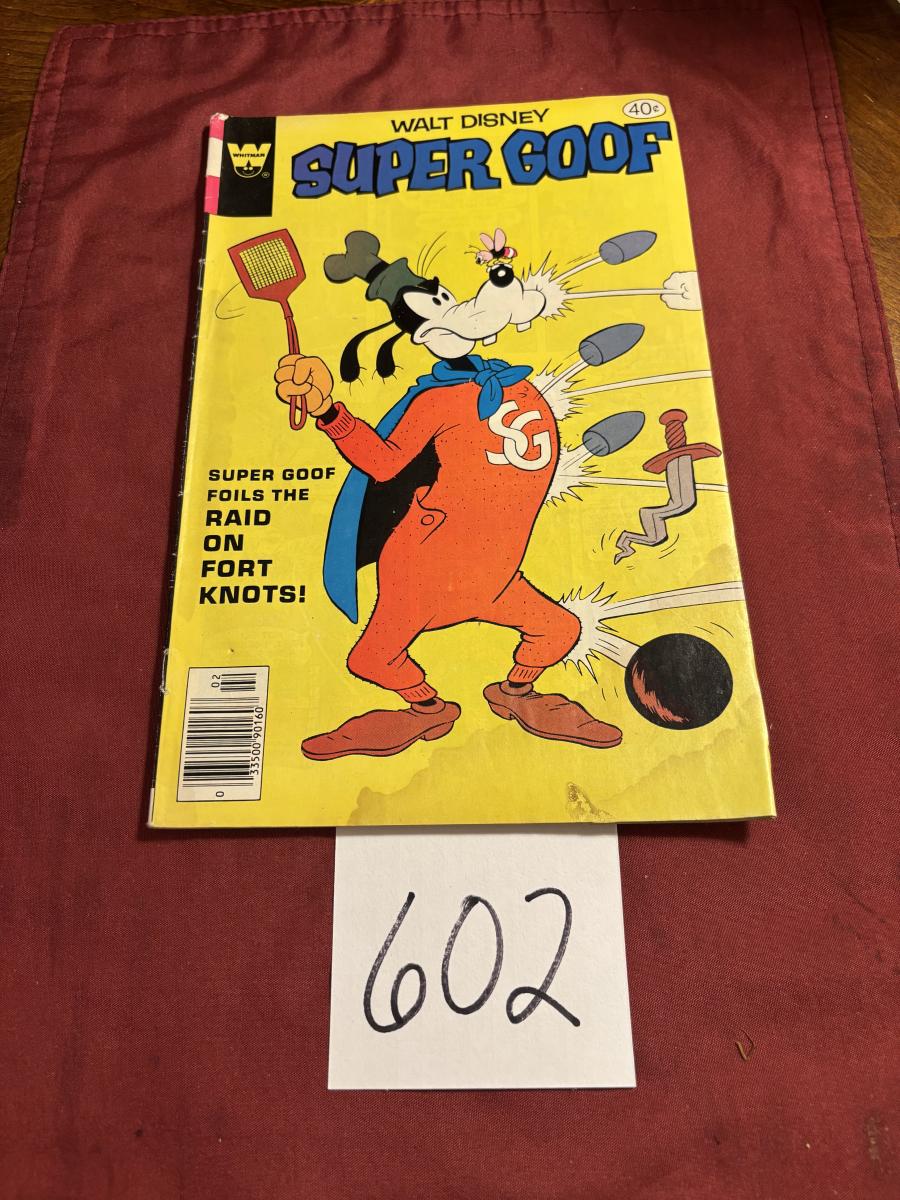 WHITMAN
®
WALT DISNEY
40¢
SUPER GOOF
SG
SUPER GOOF
FOILS THE
RAID
ON
FORT
KNOTS!
02
0 33500 90160
602